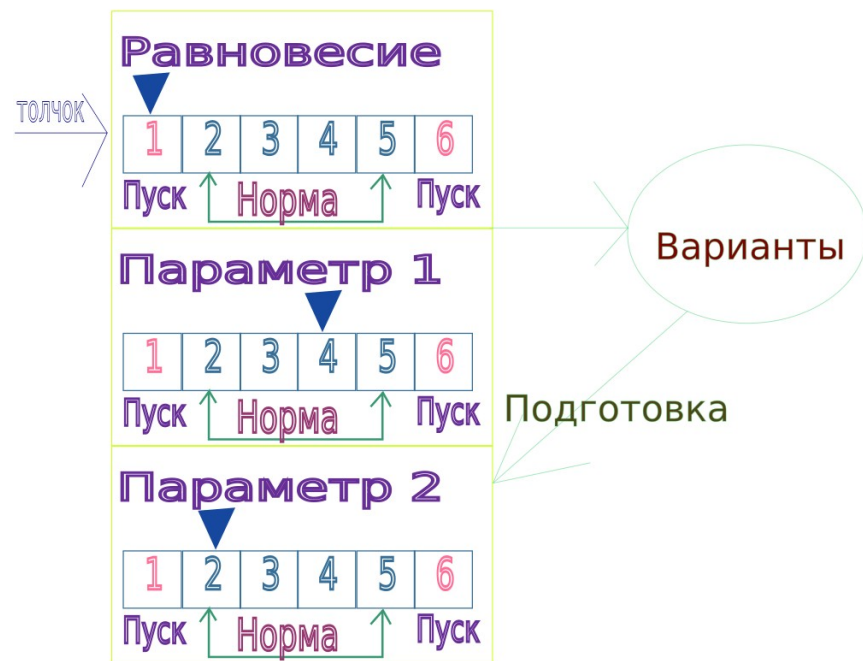 Равновесие
толчок
1 2 3 4 5 6
Пуск Норма Пуск
Варианты
Параметр 1
1 2 3 4 5 6
Пуск Норма Пуск
Подготовка
Параметр 2
1 2 3 4 5 6
Пуск Норма Пуск